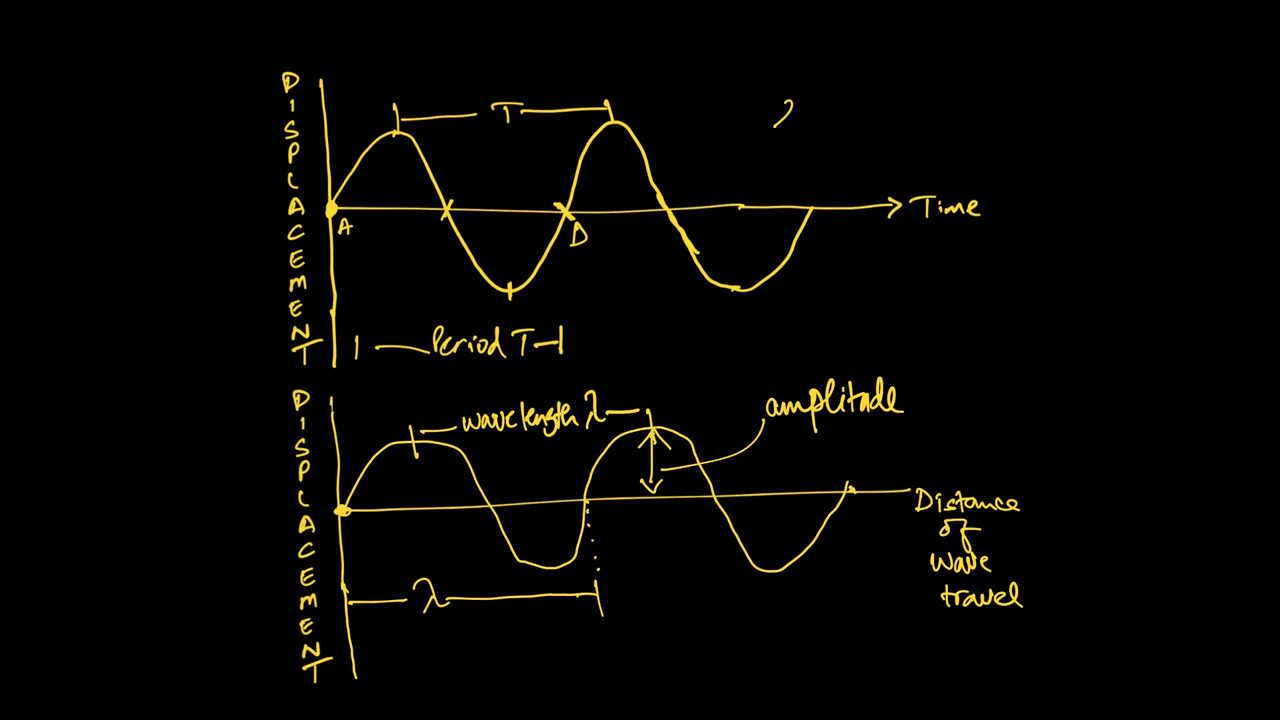 DISPLACEMENT
T
Time
A
D
Period T
DISPLACEMENT
wavelength λ
amplitude
Distance
of
wave
travel
λ